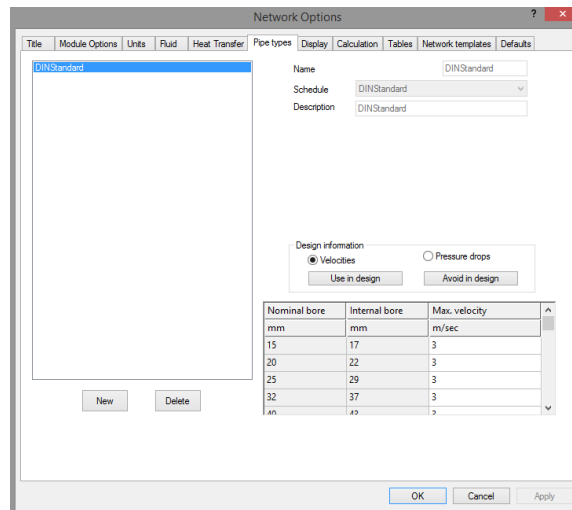 Network Options
? ×
Title Module Options Units Fluid Heat Transfer Pipe types Display Calculation Tables Network templates Defaults
DINStandard
Name DINStandard
Schedule DINStandard
Description DINStandard
Design information
Velocities Pressure drops
Use in design Avoid in design
Nominal bore Internal bore Max. velocity
mm mm m/sec
15 17 3
20 22 3
25 29 3
32 37 3
40 43 3
New Delete
OK Cancel Apply